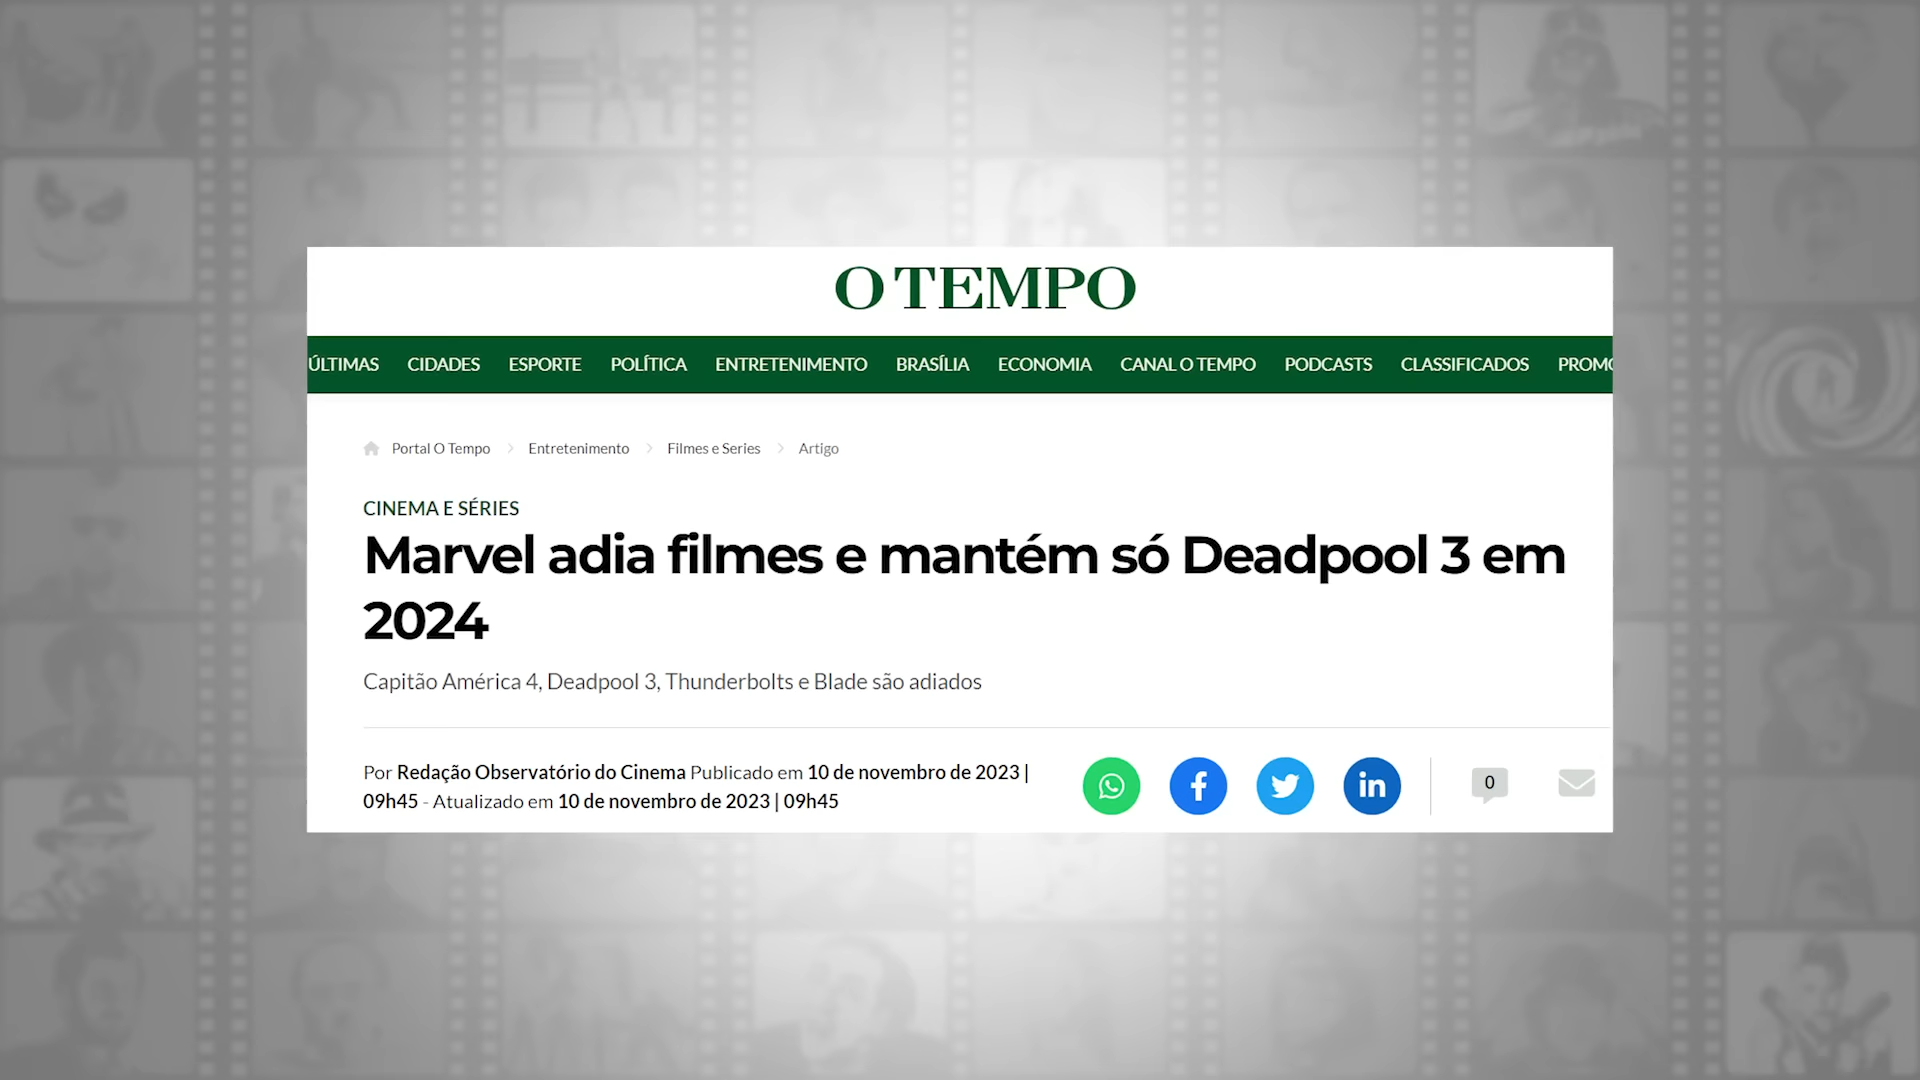 O TEMPO
ÚLTIMAS CIDADES ESPORTE POLÍTICA ENTRETENIMENTO BRASÍLIA ECONOMIA CANAL O TEMPO PODCASTS CLASSIFICADOS PROMO
Portal O Tempo Entretenimento Filmes e Series Artigo
CINEMA E SÉRIES
Marvel adia filmes e mantém só Deadpool 3 em
2024
Capitão América 4, Deadpool 3, Thunderbolts e Blade são adiados
Por Redação Observatório do Cinema Publicado em 10 de novembro de 2023 |
09h45 - Atualizado em 10 de novembro de 2023 | 09h45
0